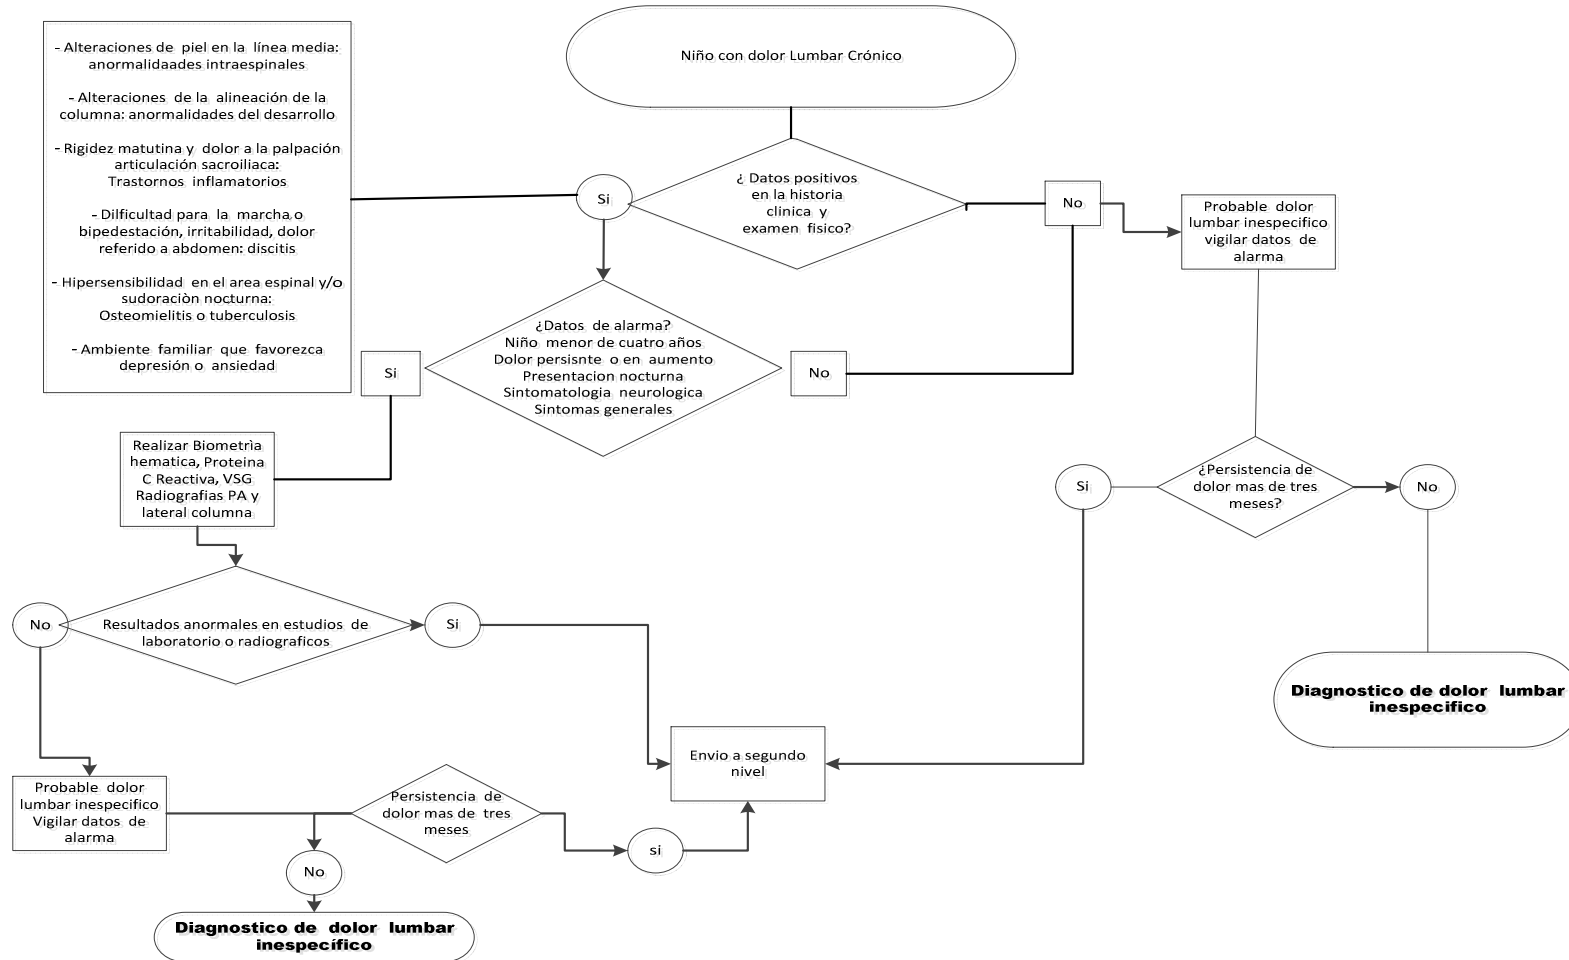 Niño con dolor Lumbar Crónico
- Alteraciones de piel en la línea media:
anormalidaades intraespinales
- Alteraciones de la alineación de la
columna: anormalidades del desarrollo
- Rigidez matutina y dolor a la palpación
articulación sacroiliaca:
Trastornos inflamatorios
- Dilficultad para la marcha o
bipedestación, irritabilidad, dolor
referido a abdomen: discitis
- Hipersensibilidad en el area espinal y/o
sudoraciòn nocturna:
Osteomielitis o tuberculosis
- Ambiente familiar que favorezca
depresión o ansiedad
Si
¿ Datos positivos
en la historia
clinica y
examen fisico?
No
Probable dolor
lumbar inespecifico
vigilar datos de
alarma
Si
¿Datos de alarma?
Niño menor de cuatro años
Dolor persisnte o en aumento
Presentacion nocturna
Sintomatologia neurologica
Sintomas generales
No
Realizar Biometrìa
hematica, Proteina
C Reactiva, VSG
Radiografias PA y
lateral columna
Si
¿Persistencia de
dolor mas de tres
meses?
No
No
Resultados anormales en estudios de
laboratorio o radiograficos
Si
Diagnostico de dolor lumbar
inespecifico
Envio a segundo
nivel
Probable dolor
lumbar inespecifico
Vigilar datos de
alarma
Persistencia de
dolor mas de tres
meses
si
No
Diagnostico de dolor lumbar
inespecífico